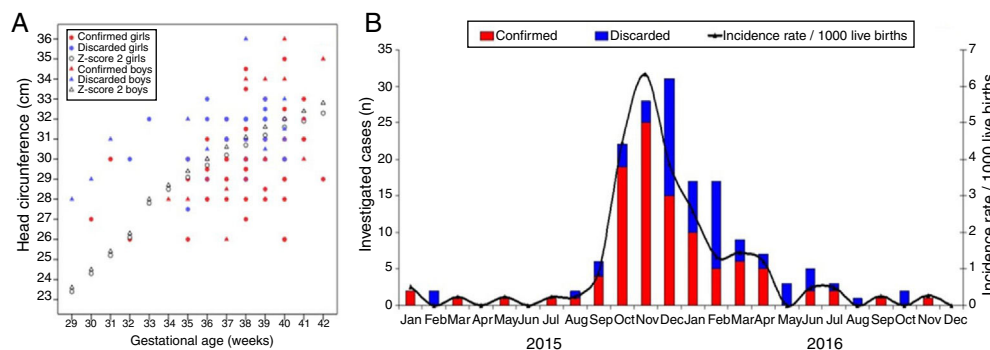 A
Confirmed girls
Discarded girls
Z-score 2 girls
Confirmed boys
Discarded boys
Z-score 2 boys
Head circumference (cm)
36
35
34
33
32
31
30
29
28
27
26
25
24
23
29 30 31 32 33 34 35 36 37 38 39 40 41 42
Gestational age (weeks)
B
Confirmed Discarded Incidence rate / 1000 live births
Investigated cases (n)
35
30
25
20
15
10
5
0
7
6
5
4
3
2
1
0
Incidence rate / 1000 live births
Jan Feb Mar Apr May Jun Jul Aug Sep Oct Nov Dec Jan Feb Mar Apr May Jun Jul Aug Sep Oct Nov Dec
2015 2016